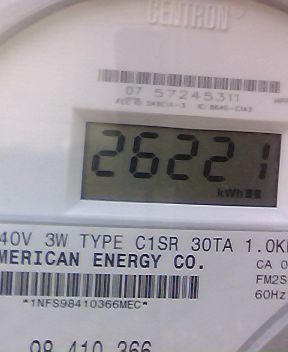 CENTRON
07 57245311
26221
kWh
40V 3W TYPE C1SR 30TA 1.0K
MERICAN ENERGY CO.
CA 0
FM2S
*1NFS98410366MEC*
60Hz
98 410 366